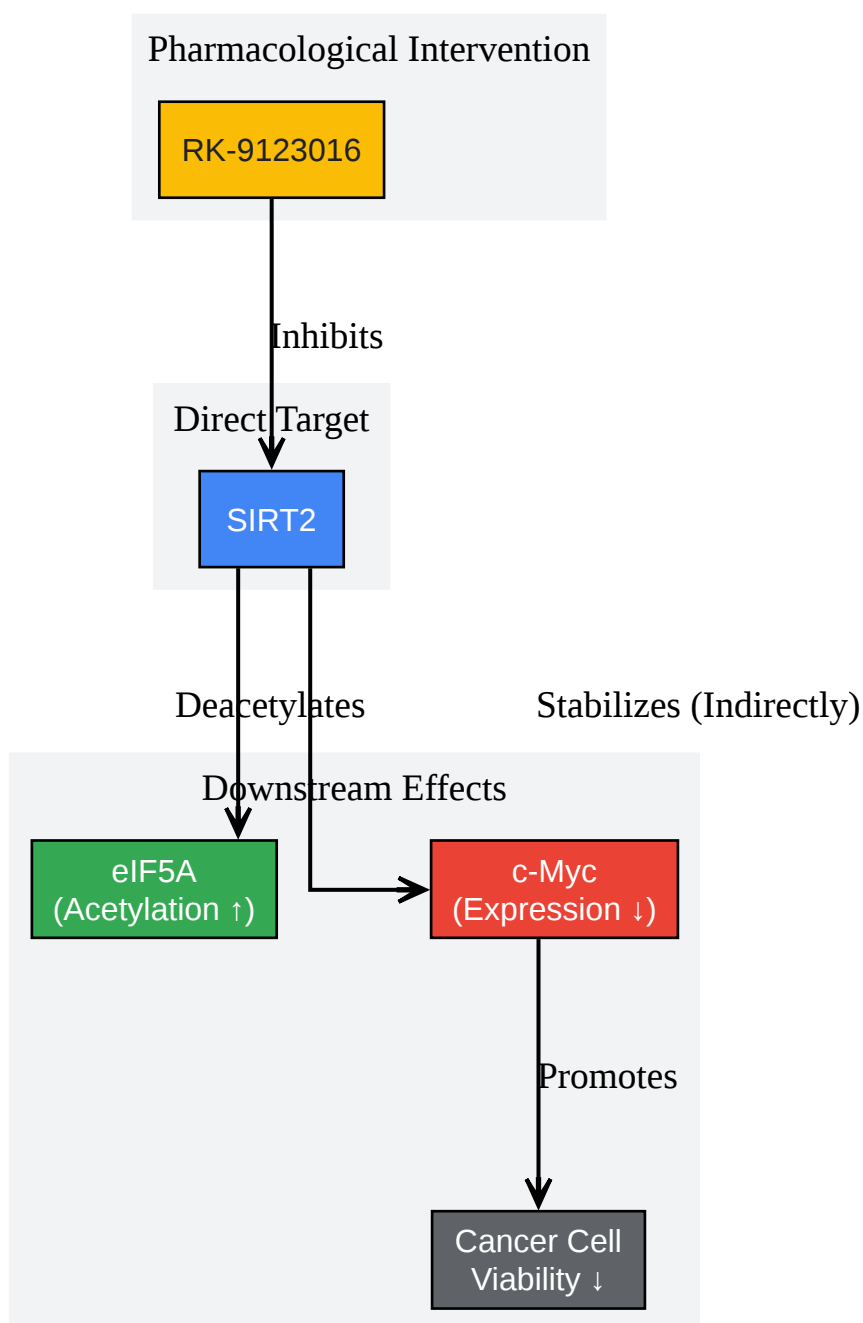 Pharmacological Intervention
RK-9123016
Inhibits
Direct Target
SIRT2
Deacetylates
Stabilizes (Indirectly)
Downstream Effects
eIF5A
(Acetylation ↑)
c-Myc
(Expression ↓)
Promotes
Cancer Cell
Viability ↓